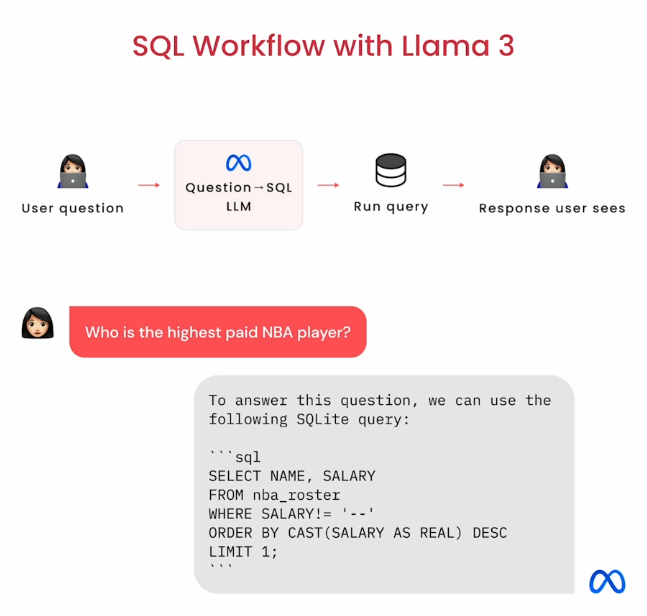 SQL Workflow with Llama 3
User question
Question→SQL
LLM
Run query
Response user sees
Who is the highest paid NBA player?
To answer this question, we can use the
following SQLite query:
```sql
SELECT NAME, SALARY
FROM nba_roster
WHERE SALARY!= '--'
ORDER BY CAST(SALARY AS REAL) DESC
LIMIT 1;
```